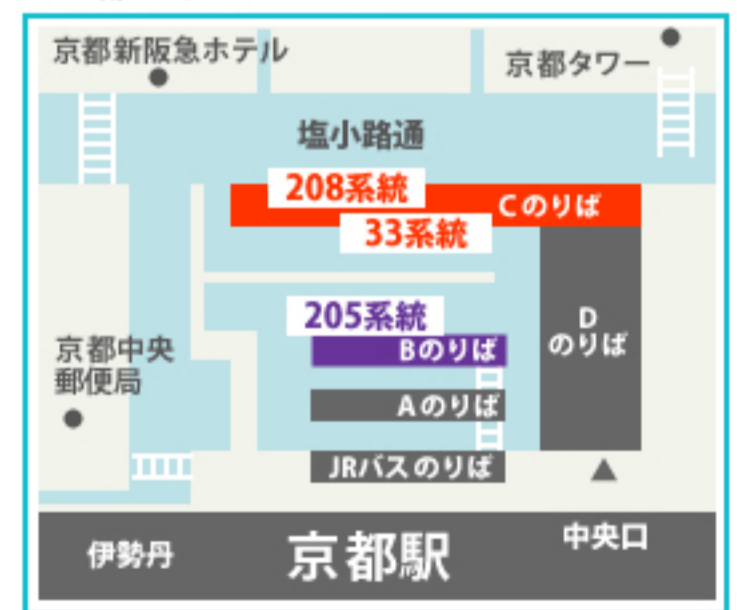 京都新阪急ホテル
京都タワー
塩小路通
208系統
Cのりば
33系統
205系統
D
のりば
Bのりば
京都中央
郵便局
Aのりば
JRバスのりば
伊勢丹
京都駅
中央口